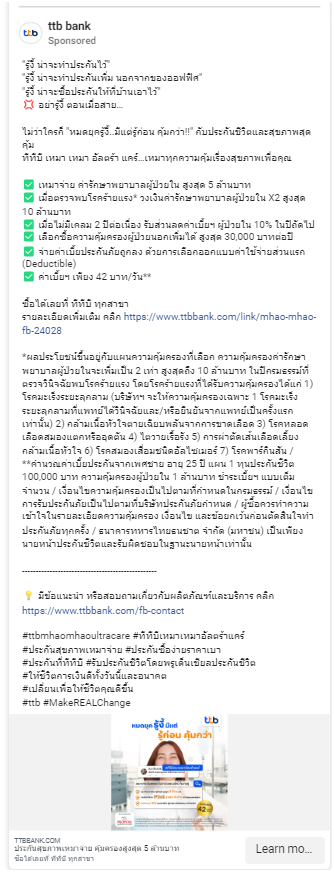 ttb bank
Sponsored
"รู้งี้ น่าจะทำประกันไว้"
"รู้งี้ น่าจะทำประกันเพิ่ม นอกจากของออฟฟิศ"
"รู้งี้ น่าจะซื้อประกันให้ที่บ้านเอาไว้"
💢 อย่ารู้งี้ ตอนเมื่อสาย...
ไม่ว่าใครก็ "หมดยุครู้งี้..มีแต่รู้ก่อน คุ้มกว่า!!" กับประกันชีวิตและสุขภาพสุด
คุ้ม
ทีทีบี เหมา เหมา อัลตร้า แคร์...เหมาทุกความคุ้มเรื่องสุขภาพเพื่อคุณ
✅ เหมาจ่าย ค่ารักษาพยาบาลผู้ป่วยใน สูงสุด 5 ล้านบาท
✅ เมื่อตรวจพบโรคร้ายแรง* วงเงินค่ารักษาพยาบาลผู้ป่วยใน X2 สูงสุด
10 ล้านบาท
✅ เมื่อไม่มีเคลม 2 ปีต่อเนื่อง รับส่วนลดค่าเบี้ยฯ ผู้ป่วยใน 10% ในปีถัดไป
✅ เลือกซื้อความคุ้มครองผู้ป่วยนอกเพิ่มได้ สูงสุด 30,000 บาทต่อปี
✅ จ่ายค่าเบี้ยประกันภัยถูกลง ด้วยการเลือกออกแบบค่าใช้จ่ายส่วนแรก
(Deductible)
✅ ค่าเบี้ยฯ เพียง 42 บาท/วัน**
ซื้อได้เลยที่ ทีทีบี ทุกสาขา
รายละเอียดเพิ่มเติม คลิก https://www.ttbbank.com/link/mhao-mhao-
fb-24028
*ผลประโยชน์ขึ้นอยู่กับแผนความคุ้มครองที่เลือก ความคุ้มครองค่ารักษา
พยาบาลผู้ป่วยในจะเพิ่มเป็น 2 เท่า สูงสุดถึง 10 ล้านบาท ในปีกรมธรรม์ที่
ตรวจวินิจฉัยพบโรคร้ายแรง โดยโรคร้ายแรงที่ได้รับความคุ้มครองได้แก่ 1)
โรคมะเร็งระยะลุกลาม (บริษัทฯ จะให้ความคุ้มครองเฉพาะ 1 โรคมะเร็ง
ระยะลุกลามที่แพทย์ได้วินิจฉัยและ/หรือยืนยันจากแพทย์เป็นครั้งแรก
เท่านั้น) 2) กล้ามเนื้อหัวใจตายเฉียบพลันจากการขาดเลือด 3) โรคหลอด
เลือดสมองแตกหรืออุดตัน 4) ไตวายเรื้อรัง 5) การผ่าตัดเส้นเลือดเลี้ยง
กล้ามเนื้อหัวใจ 6) โรคสมองเสื่อมชนิดอัลไซเมอร์ 7) โรคพาร์กินสัน /
**คำนวณค่าเบี้ยประกันจากเพศชาย อายุ 25 ปี แผน 1 ทุนประกันชีวิต
100,000 บาท ความคุ้มครองผู้ป่วยใน 1 ล้านบาท ชำระเบี้ยฯ แบบเต็ม
จำนวน / เงื่อนไขความคุ้มครองเป็นไปตามที่กำหนดในกรมธรรม์ / เงื่อนไข
การรับประกันภัยเป็นไปตามที่บริษัทประกันภัยกำหนด / ผู้ซื้อควรทำความ
เข้าใจในรายละเอียดความคุ้มครอง เงื่อนไข และข้อยกเว้นก่อนตัดสินใจทำ
ประกันภัยทุกครั้ง / ธนาคารทหารไทยธนชาต จำกัด (มหาชน) เป็นเพียง
นายหน้าประกันชีวิตและรับผิดชอบในฐานะนายหน้าเท่านั้น
--------------------------------------------------
💡 มีข้อแนะนำ หรือสอบถามเกี่ยวกับผลิตภัณฑ์และบริการ คลิก
https://www.ttbbank.com/fb-contact
#ttbmhaomhaoultracare #ทีทีบีเหมาเหมาอัลตร้าแคร์
#ประกันสุขภาพเหมาจ่าย #ประกันซื้อง่ายราคาเบา
#ประกันที่ทีทีบี #รับประกันชีวิตโดยพรูเด็นเชียลประกันชีวิต
#ให้ชีวิตการเงินดีทั้งวันนี้และอนาคต
#เปลี่ยนเพื่อให้ชีวิตคุณดีขึ้น
#ttb #MakeREALChange
หมดยุค รู้งี้ มีแต่
รู้ก่อน คุ้มกว่า
ttb
42
TTBBANK.COM
ประกันสุขภาพเหมาจ่าย คุ้มครองสูงสุด 5 ล้านบาท
ซื้อได้เลยที่ ทีทีบี ทุกสาขา
Learn mo...